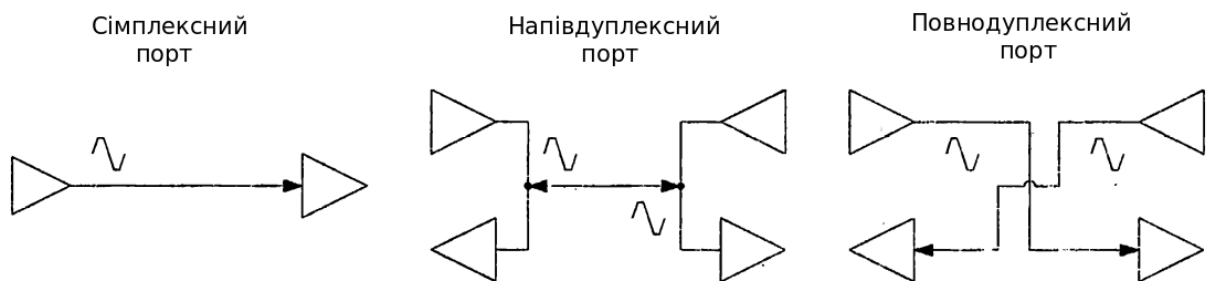 Сімплексний
порт
Напівдуплексний
порт
Повнодуплексний
порт